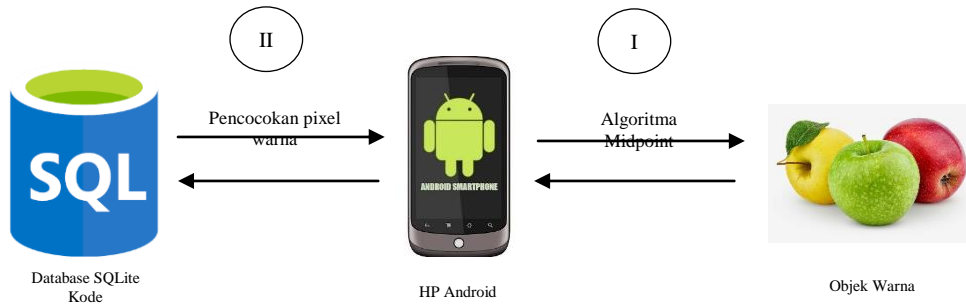 II
I
Pencocokan pixel
warna
Algoritma
Midpoint
SQL
ANDROID SMARTPHONE
Database SQLite
Kode
HP Android
Objek Warna